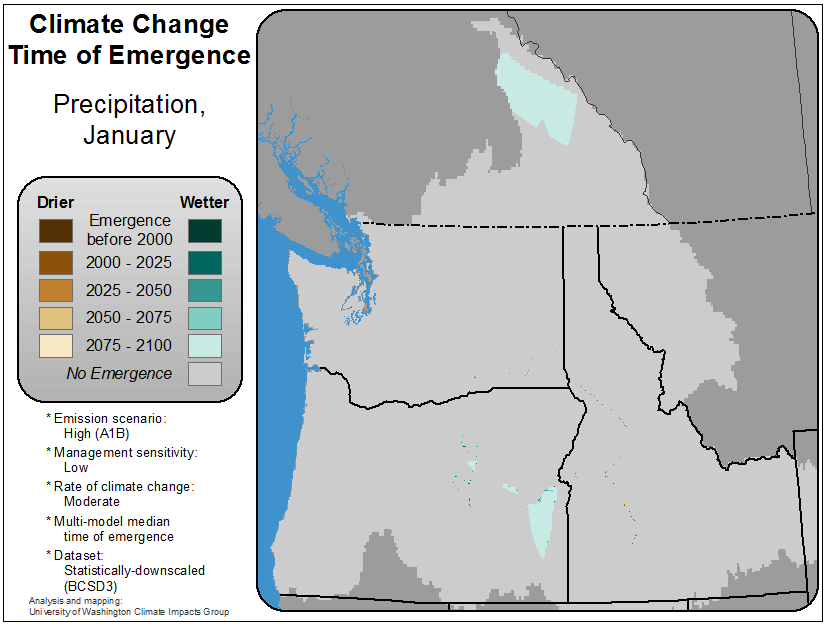 Climate Change
Time of Emergence
Precipitation,
January
Drier Wetter
Emergence
before 2000
2000 - 2025
2025 - 2050
2050 - 2075
2075 - 2100
No Emergence
* Emission scenario:
High (A1B)
* Management sensitivity:
Low
* Rate of climate change:
Moderate
* Multi-model median
time of emergence
* Dataset:
Statistically-downscaled
(BCSD3)
Analysis and mapping:
University of Washington Climate Impacts Group